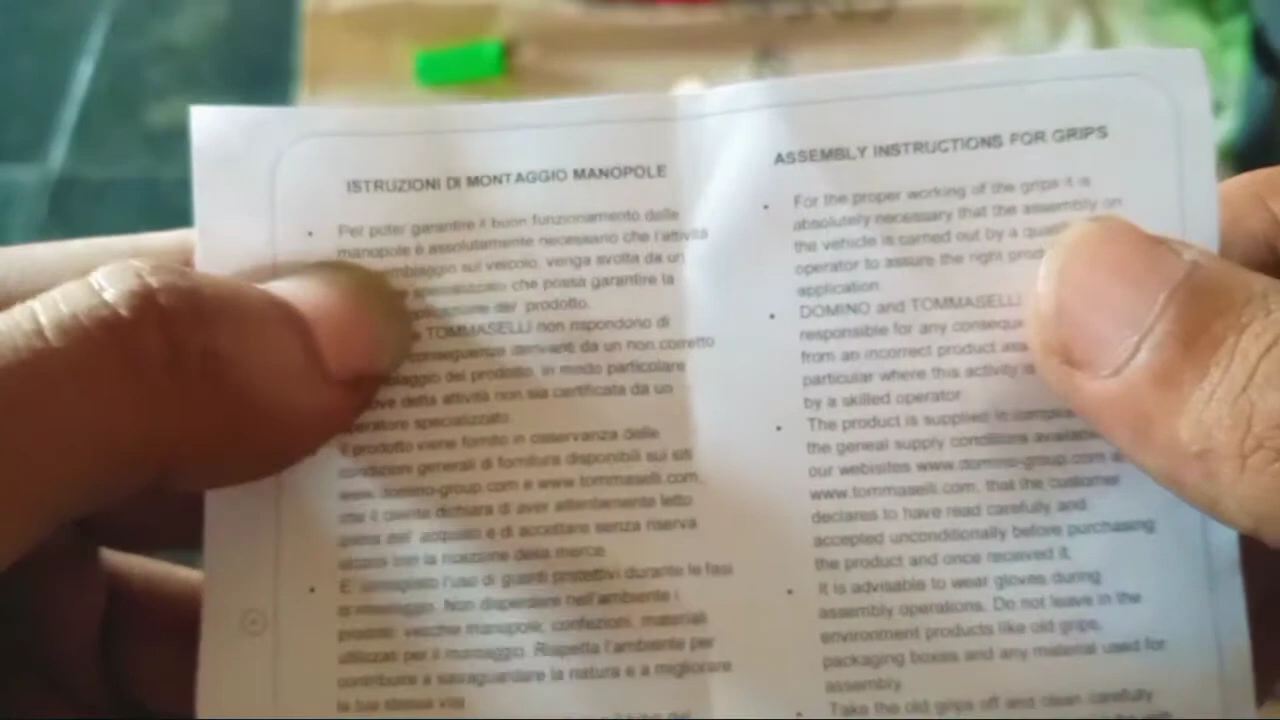 ISTRUZIONI DI MONTAGGIO MANOPOLE
Per poter garantire il buon funzionamento delle
manopole è assolutamente necessario che l'attività
sul veicolo, venga svolta da un
che possa garantire la
prodotto.
TOMMASELLI non rispondono di
da un non corretto
del prodotto, in modo particolare
ove detta attività non sia certificata da un
specializzato
Il prodotto viene fornito in osservanza delle
condizioni generali di fornitura disponibili sui siti
www.domino-group.com e www.tommaselli.com,
il cliente dichiara di aver attentamente letto
e di accettare senza riserva
della merce.
l'uso di guanti protettivi durante le fasi
Non disperdere nell'ambiente i
vecchie manopole, confezioni, materiali
utilizzati per il montaggio. Rispetta l'ambiente per
contribuire a salvaguardare la natura e a migliorare
la tua stessa vita
ASSEMBLY INSTRUCTIONS FOR GRIPS
• For the proper working of the grips it is
absolutely necessary that the assembly on
the vehicle is carried out by a
operator to assure the right
application.
• DOMINO and TOMMASELLI
responsible for any
from an incorrect product
particular where this activity is
by a skilled operator
• The product is supplied in
the geneal supply conditions
our webisites www.domino-group.com
www.tommaselli.com, that the customer
declares to have read carefully and
accepted unconditionally before purchasing
the product and once received it;
• It is advisable to wear gloves during
assembly operations. Do not leave in the
environment products like old grips,
packaging boxes and any material used for
assembly.
• Take the old grips off and clean carefully